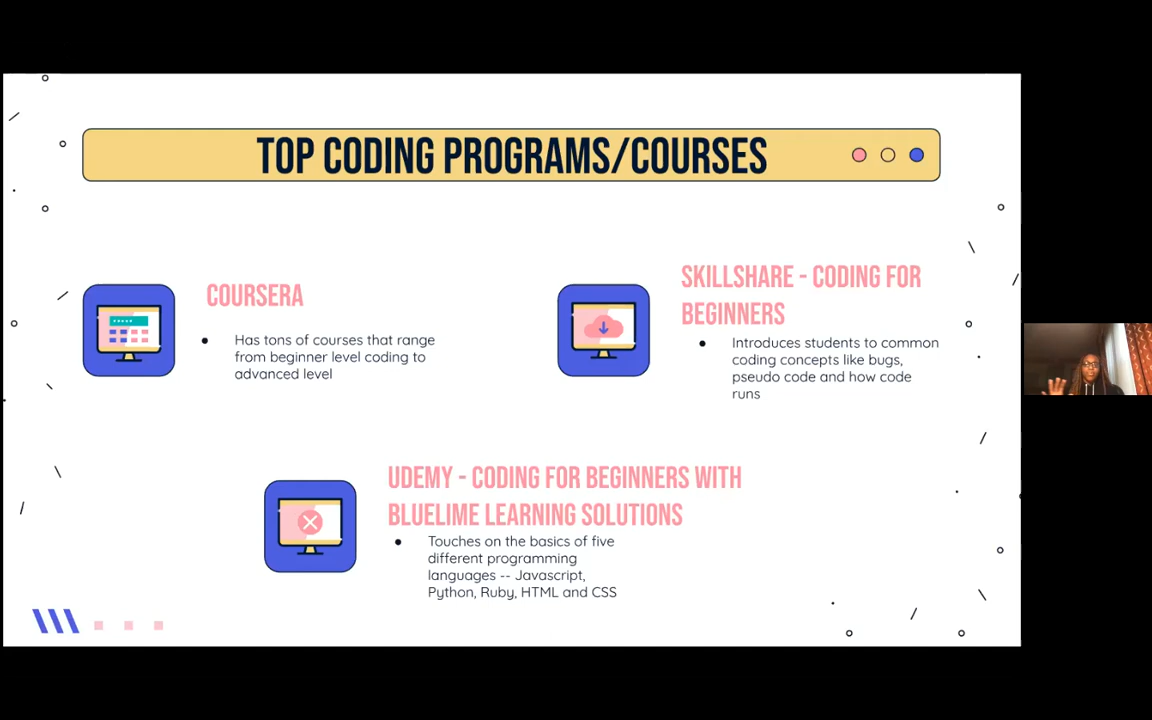 TOP CODING PROGRAMS/COURSES
COURSERA
● Has tons of courses that range
from beginner level coding to
advanced level
SKILLSHARE - CODING FOR
BEGINNERS
● Introduces students to common
coding concepts like bugs,
pseudo code and how code
runs
UDEMY - CODING FOR BEGINNERS WITH
BLUELIME LEARNING SOLUTIONS
● Touches on the basics of five
different programming
languages -- Javascript,
Python, Ruby, HTML and CSS